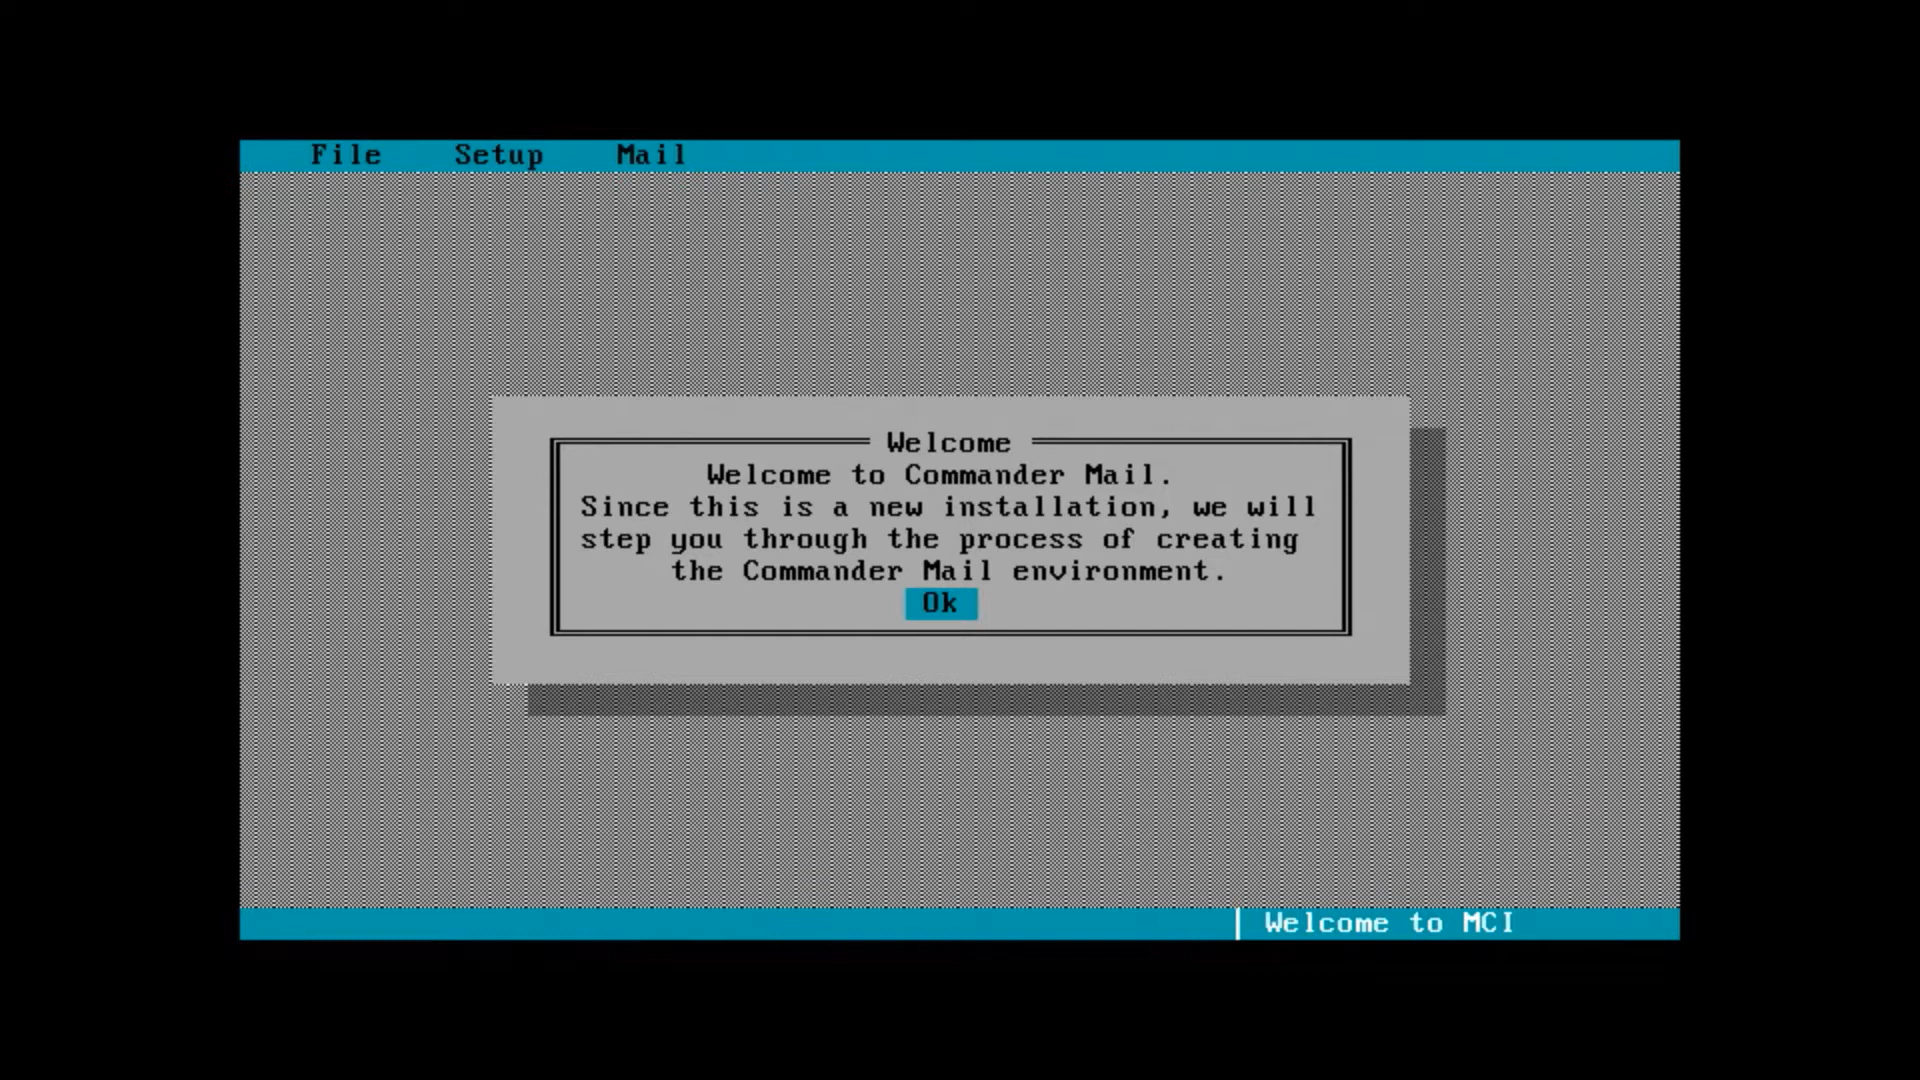 File Setup Mail
Welcome
Welcome to Commander Mail.
Since this is a new installation, we will
step you through the process of creating
the Commander Mail environment.
Ok
Welcome to MCI